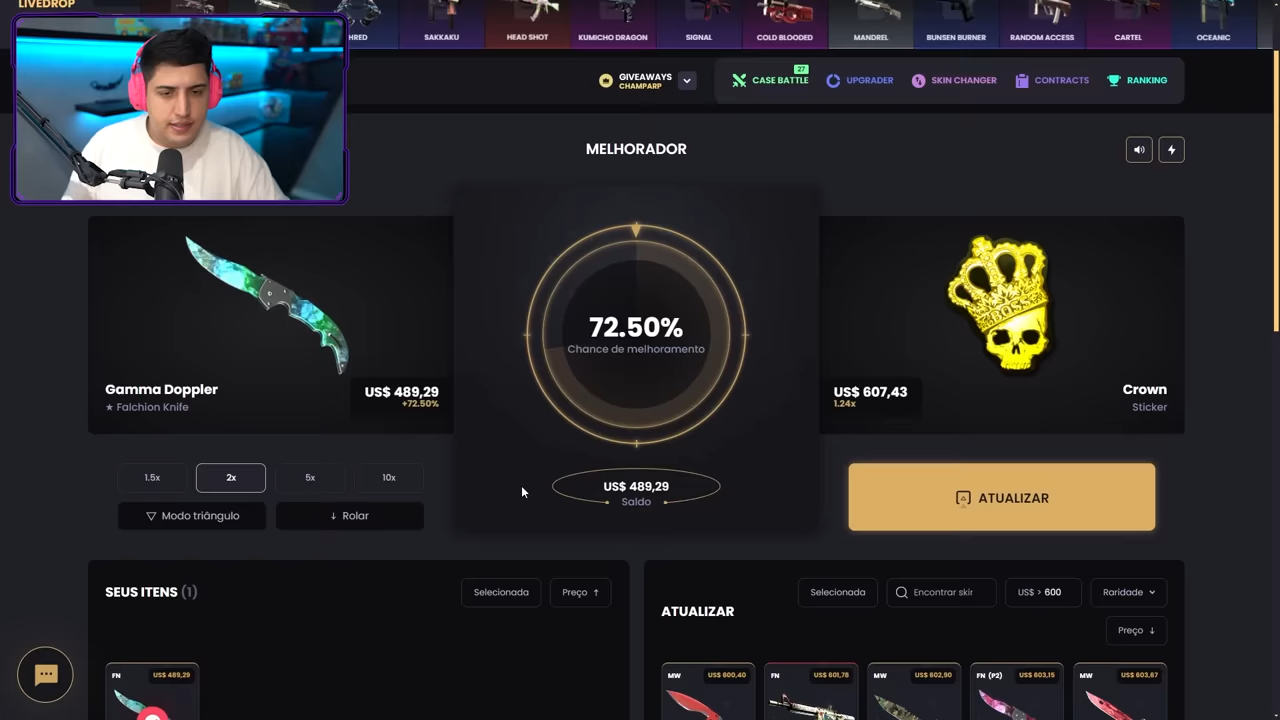 LIVEDROP
HRED
SAKKAKU
HEAD SHOT
KUMICHO DRAGON
SIGNAL
COLD BLOODED
MANDREL
BUNSEN BURNER
RANDOM ACCESS
CARTEL
OCEANIC
GIVEAWAYS
CHAMPARP
27
CASE BATTLE
UPGRADER
SKIN CHANGER
CONTRACTS
RANKING
MELHORADOR
72.50%
Chance de melhoramento
Gamma Doppler
★ Falchion Knife
US$ 489,29
+72.50%
US$ 607,43
1.24x
Crown
Sticker
BOSS
1.5x
2x
5x
10x
Modo triângulo
Rolar
US$ 489,29
Saldo
ATUALIZAR
SEUS ITENS (1)
Selecionada
Preço ↑
ATUALIZAR
Selecionada
Encontrar skir
US$ > 600
Raridade
Preço ↓
FN
US$ 489,29
MW
US$ 600,40
FN
US$ 601,78
MW
US$ 602,90
FN (P2)
US$ 603,15
MW
US$ 603,67